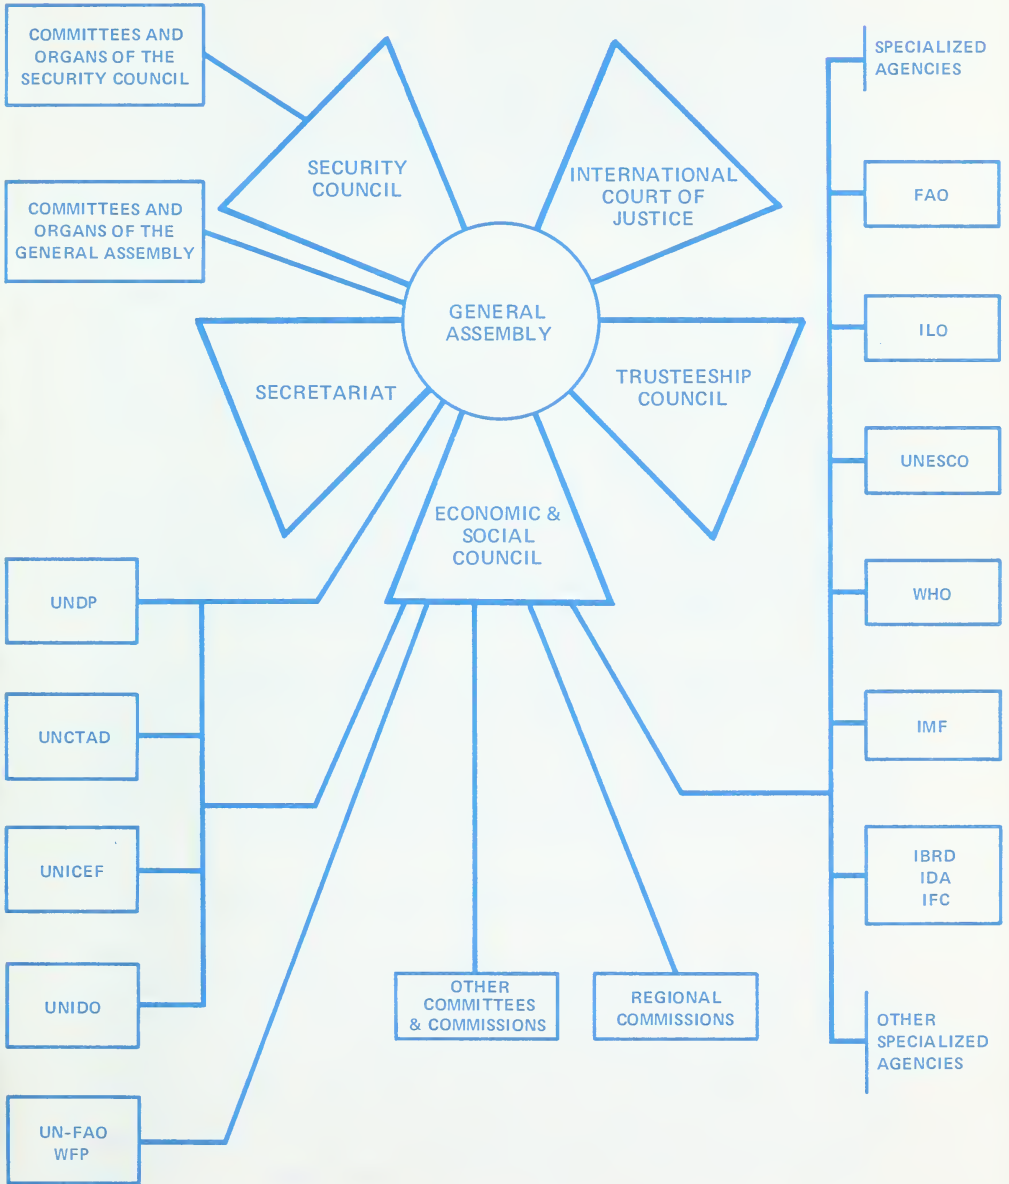 COMMITTEES AND
ORGANS OF THE
SECURITY COUNCIL
COMMITTEES AND
ORGANS OF THE
GENERAL ASSEMBLY
SECURITY
COUNCIL
INTERNATIONAL
COURT OF
JUSTICE
GENERAL
ASSEMBLY
SECRETARIAT
TRUSTEESHIP
COUNCIL
ECONOMIC &
SOCIAL
COUNCIL
UNDP
UNCTAD
UNICEF
UNIDO
UN-FAO
WFP
OTHER
COMMITTEES
& COMMISSIONS
REGIONAL
COMMISSIONS
SPECIALIZED
AGENCIES
FAO
ILO
UNESCO
WHO
IMF
IBRD
IDA
IFC
OTHER
SPECIALIZED
AGENCIES